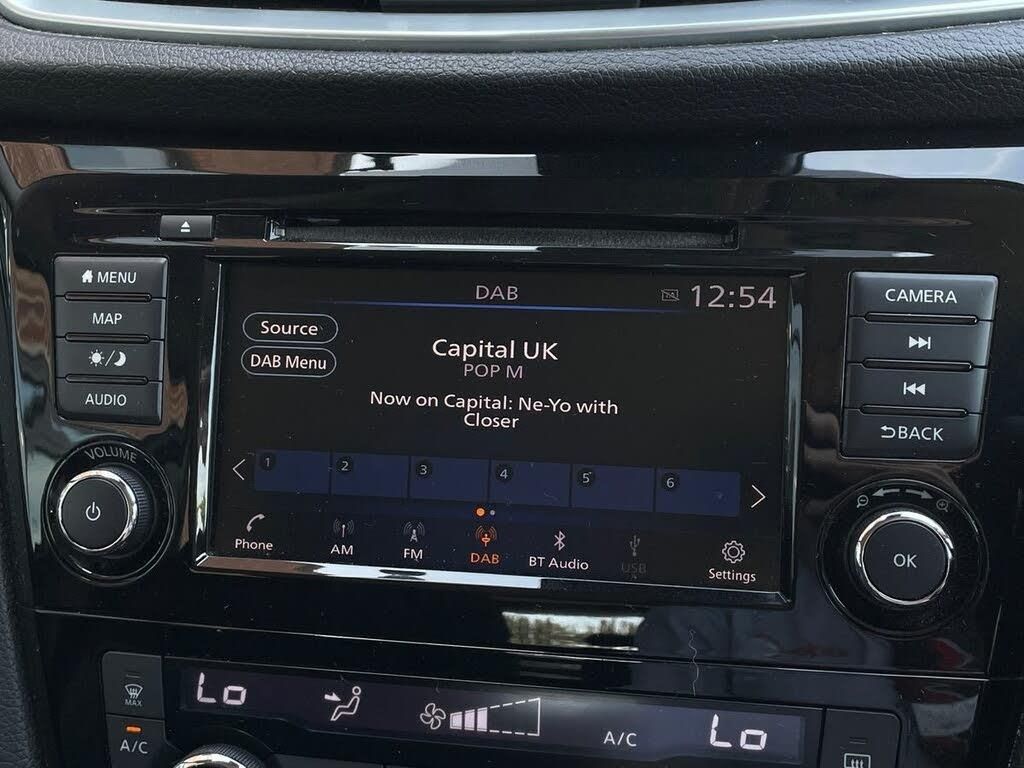 MENU
MAP
AUDIO
VOLUME
DAB
TA
12:54
Source
DAB Menu
Capital UK
POP M
Now on Capital: Ne-Yo with
Closer
1
2
3
4
5
6
Phone
AM
FM
DAB
BT Audio
USB
Settings
CAMERA
BACK
OK
MAX
A/C
Lo
A/C
Lo